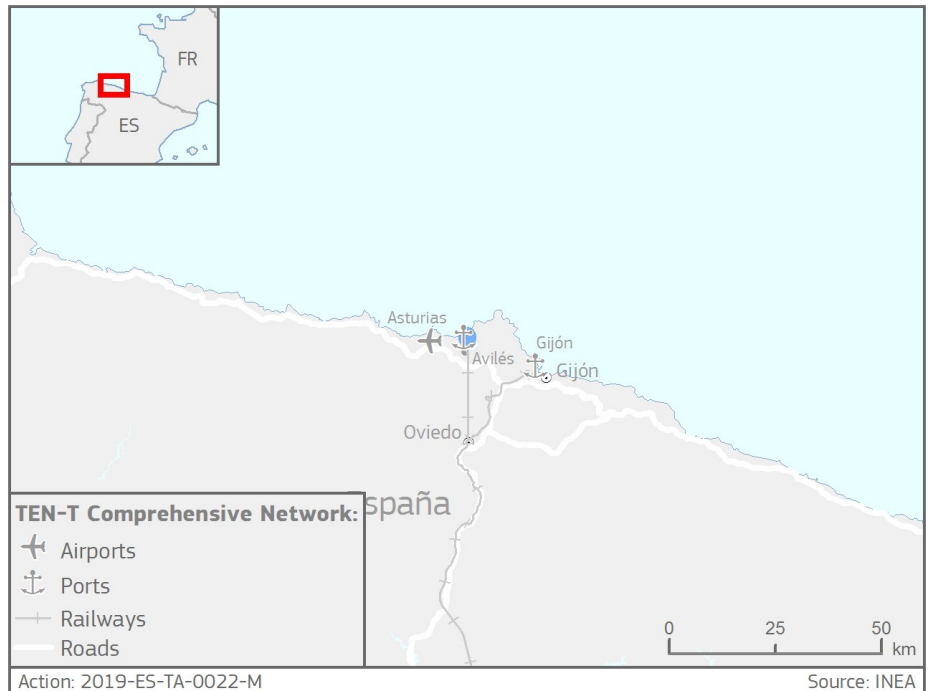 FR
ES
Asturias
Avilés
Gijón
Gijón
Oviedo
España
TEN-T Comprehensive Network:
Airports
Ports
Railways
Roads
0 25 50
km
Action: 2019-ES-TA-0022-M
Source: INEA